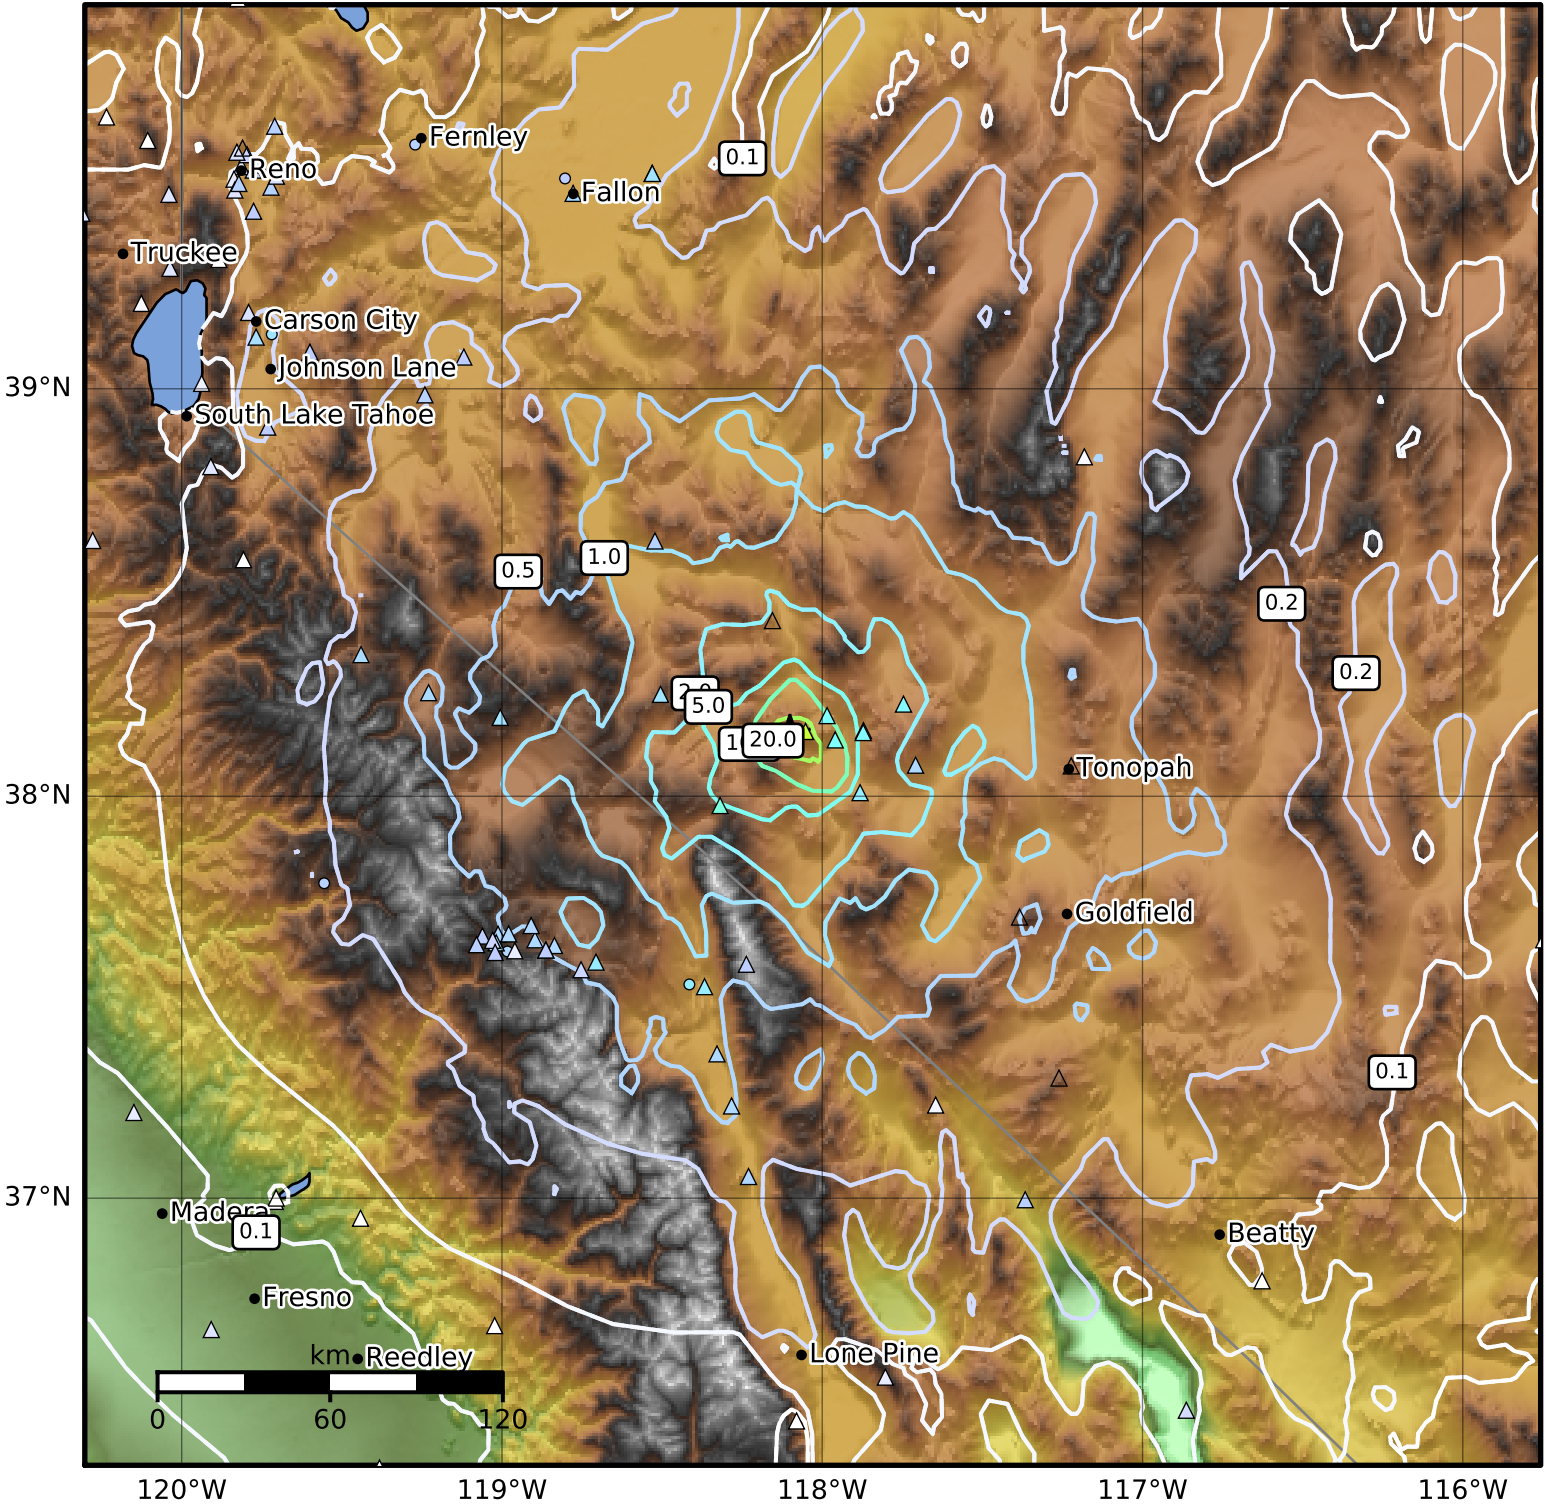 Fernley
0.1
Reno
Fallon
Truckee
Carson City
Johnson Lane
39°N
South Lake Tahoe
0.5
1.0
0.2
0.2
5.0
20.0
Tonopah
38°N
Goldfield
0.1
37°N
Madera
0.1
Beatty
Fresno
Lone Pine
km
Reedley
0 60 120
120°W 119°W 118°W 117°W 116°W